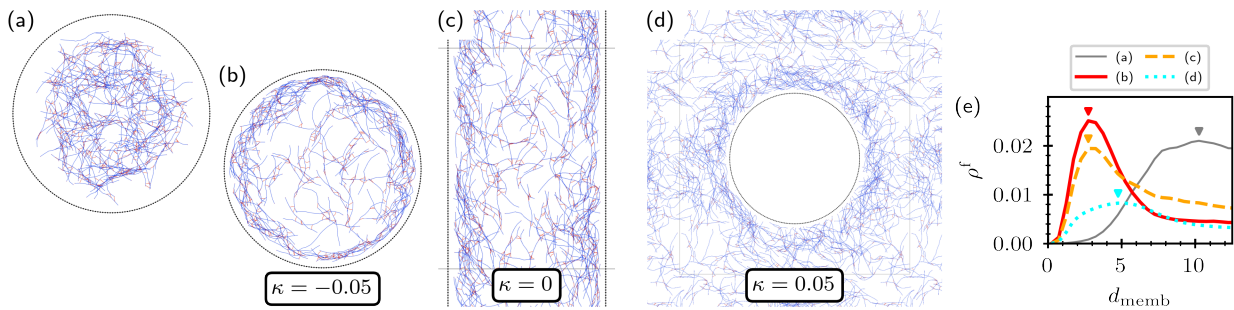 (a)
(b)
(c)
(d)
κ = −0.05
κ = 0
κ = 0.05
(a) (c)
(b) (d)
(e)
ρ^f
0.02
0.01
0.00
0 5 10
d_memb